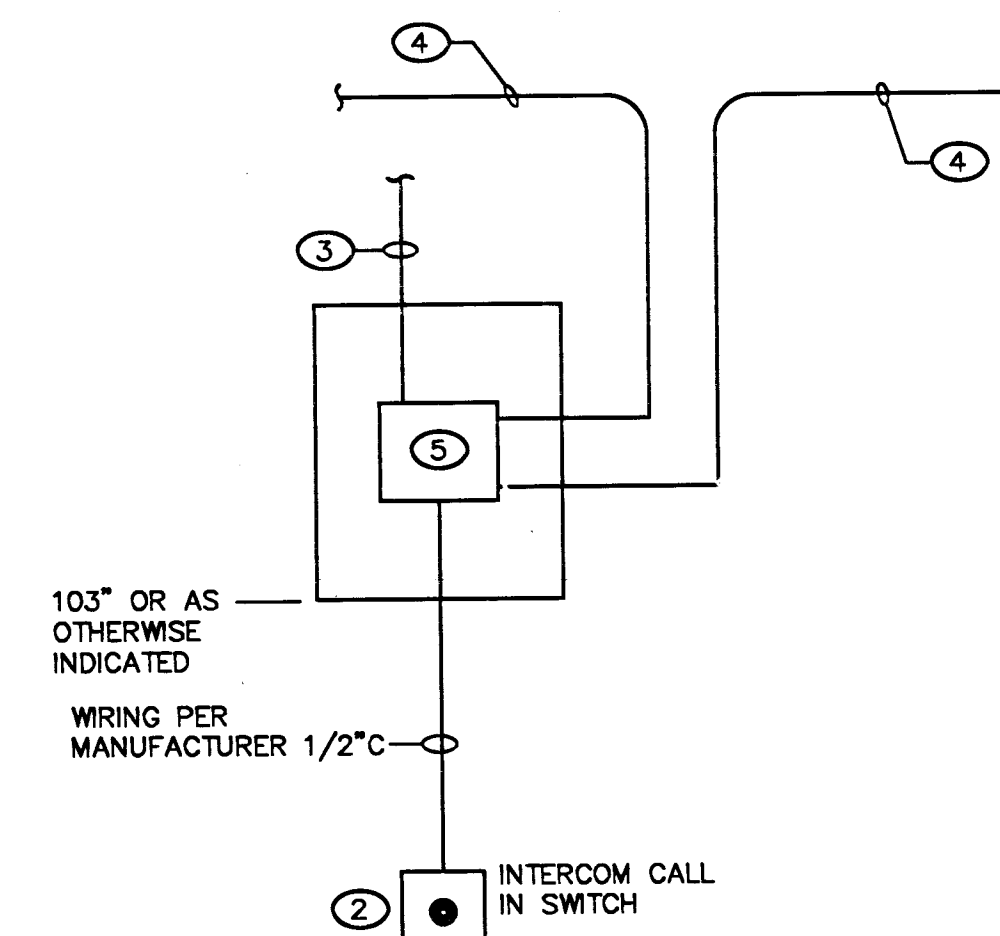 4
4
3
5
103" OR AS
OTHERWISE
INDICATED
WIRING PER
MANUFACTURER 1/2"C
INTERCOM CALL
IN SWITCH
2